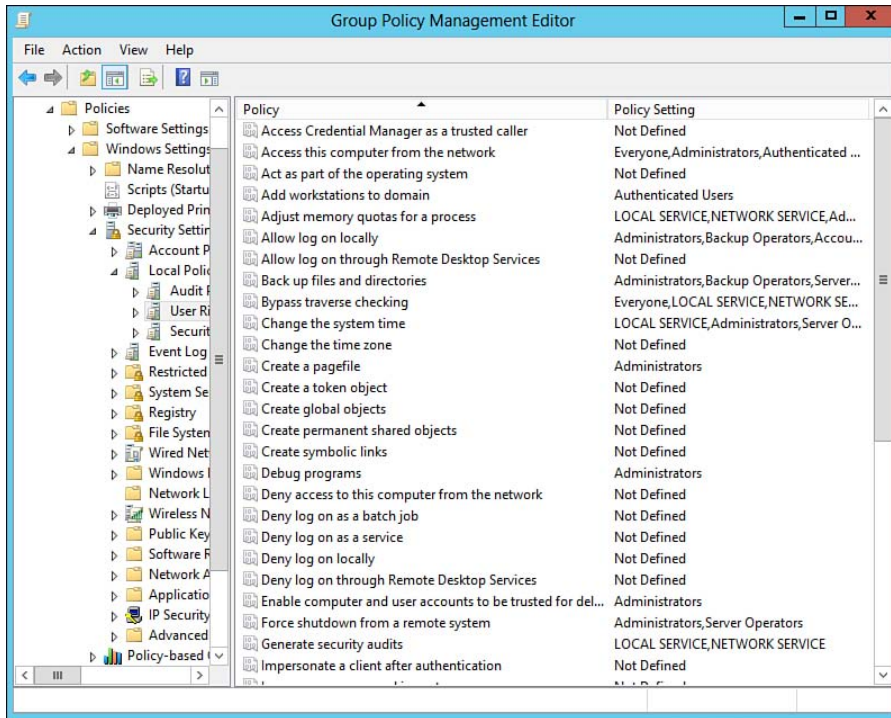 Group Policy Management Editor
File Action View Help
Policies
Software Settings
Windows Settings
Name Resolut
Scripts (Startu
Deployed Prin
Security Settin
Account P
Local Polic
Audit P
User Ri
Securit
Event Log
Restricted
System Se
Registry
File System
Wired Net
Windows
Network L
Wireless N
Public Key
Software R
Network A
Applicatio
IP Security
Advanced
Policy-based
Policy Policy Setting
Access Credential Manager as a trusted caller Not Defined
Access this computer from the network Everyone,Administrators,Authenticated ...
Act as part of the operating system Not Defined
Add workstations to domain Authenticated Users
Adjust memory quotas for a process LOCAL SERVICE,NETWORK SERVICE,Ad...
Allow log on locally Administrators,Backup Operators,Accou...
Allow log on through Remote Desktop Services Not Defined
Back up files and directories Administrators,Backup Operators,Server...
Bypass traverse checking Everyone,LOCAL SERVICE,NETWORK SE...
Change the system time LOCAL SERVICE,Administrators,Server O...
Change the time zone Not Defined
Create a pagefile Administrators
Create a token object Not Defined
Create global objects Not Defined
Create permanent shared objects Not Defined
Create symbolic links Not Defined
Debug programs Administrators
Deny access to this computer from the network Not Defined
Deny log on as a batch job Not Defined
Deny log on as a service Not Defined
Deny log on locally Not Defined
Deny log on through Remote Desktop Services Not Defined
Enable computer and user accounts to be trusted for del... Administrators
Force shutdown from a remote system Administrators,Server Operators
Generate security audits LOCAL SERVICE,NETWORK SERVICE
Impersonate a client after authentication Not Defined